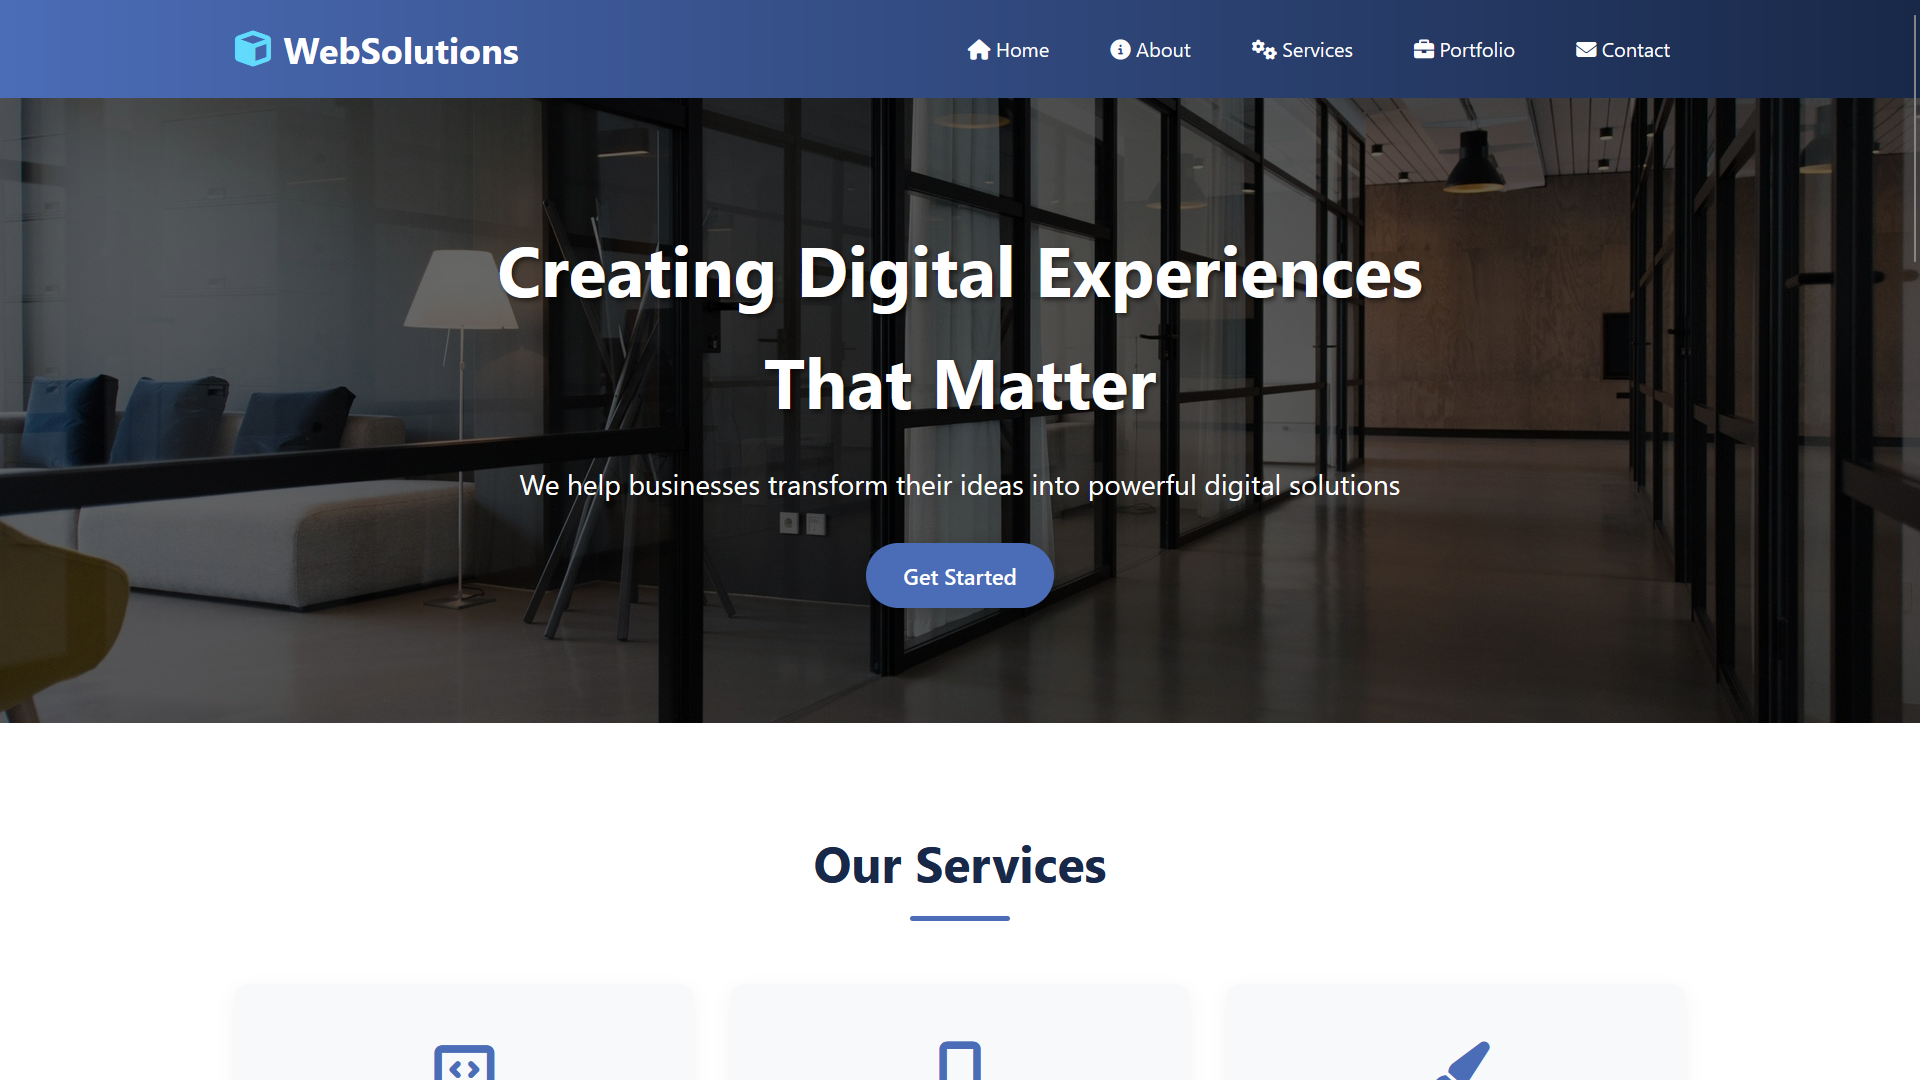 WebSolutions
Home
About
Services
Portfolio
Contact
Creating Digital Experiences
That Matter
We help businesses transform their ideas into powerful digital solutions
Get Started
Our Services